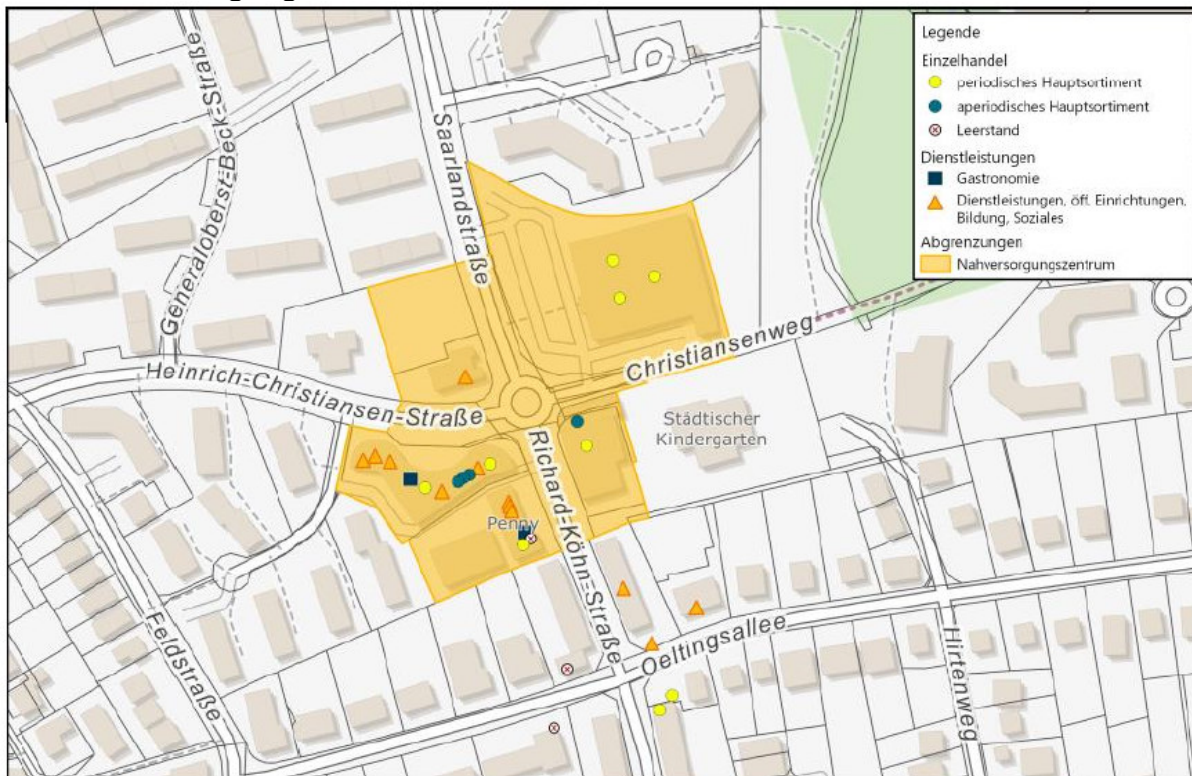 Legende
Einzelhandel
periodisches Hauptsortiment
aperiodisches Hauptsortiment
Leerstand
Dienstleistungen
Gastronomie
Dienstleistungen, öff. Einrichtungen,
Bildung, Soziales
Abgrenzungen
Nahversorgungszentrum
Generaloberst-Beck-Straße
Saarlandstraße
Christiansenweg
Heinrich-Christiansen-Straße
Städtischer
Kindergarten
Richard-Köhn-Straße
Penny
Feldstraße
Oeltingsallee
Hirtenweg